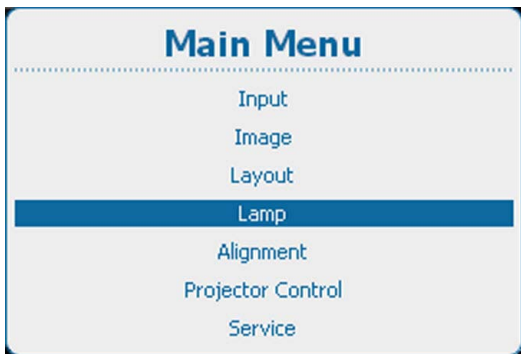 Main Menu
Input
Image
Layout
Lamp
Alignment
Projector Control
Service